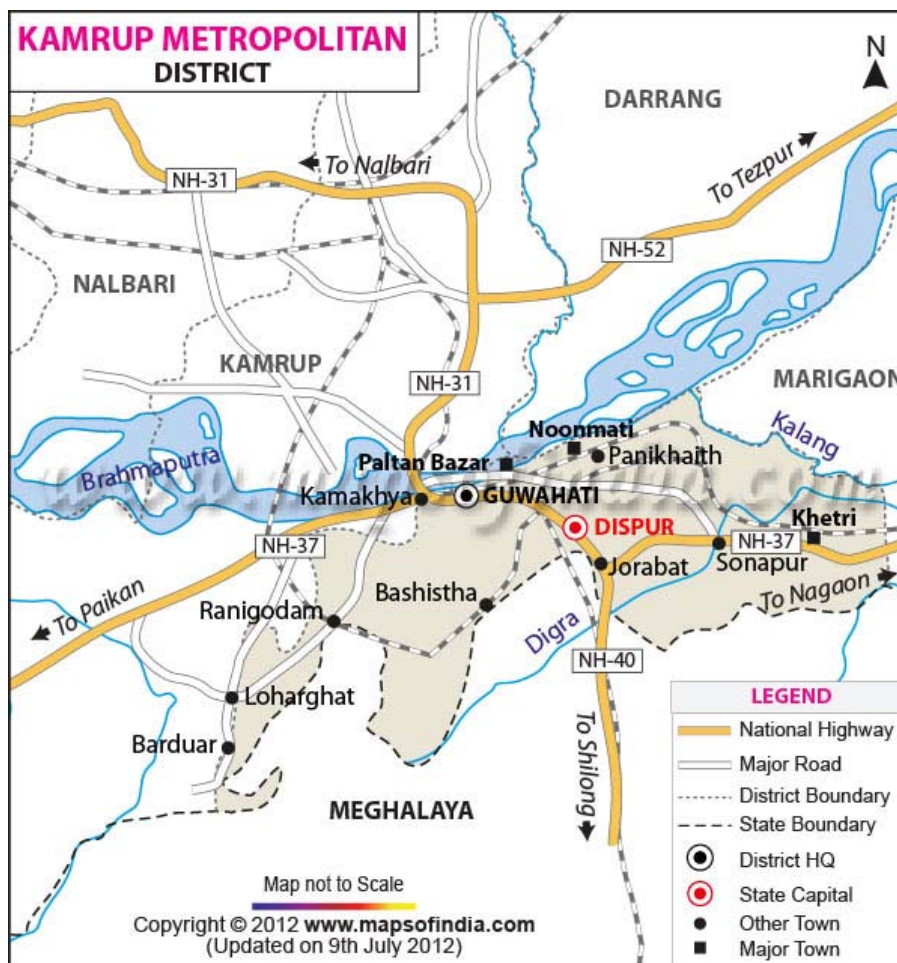 KAMRUP METROPOLITAN
DISTRICT
N
DARRANG
To Nalbari
NH-31
To Tezpur
NH-52
NALBARI
KAMRUP
NH-31
MARIGAON
Kalang
Noonmati
Brahmaputra
Paltan Bazar
Panikhaith
Kamakhya
GUWAHATI
www.mapsofindia.com
DISPUR
Khetri
NH-37
NH-37
Jorabat
Sonapur
To Paikan
Bashistha
To Nagaon
Ranigodam
Digra
NH-40
Loharghat
LEGEND
National Highway
Barduar
To Shilong
Major Road
District Boundary
MEGHALAYA
State Boundary
District HQ
Map not to Scale
State Capital
Copyright © 2012 www.mapsofindia.com
Other Town
(Updated on 9th July 2012)
Major Town